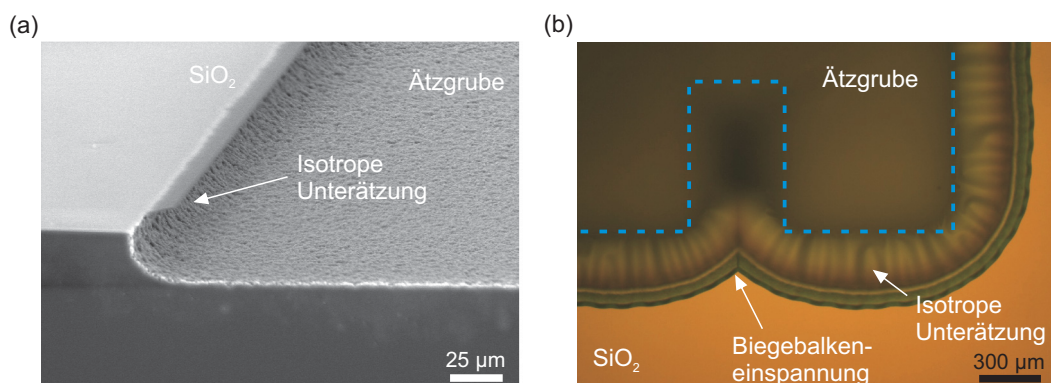 (a)
SiO2
Ätzgrube
Isotrope
Unterätzung
25 µm
(b)
Ätzgrube
Biegebalken-
einspannung
Isotrope
Unterätzung
SiO2
300 µm